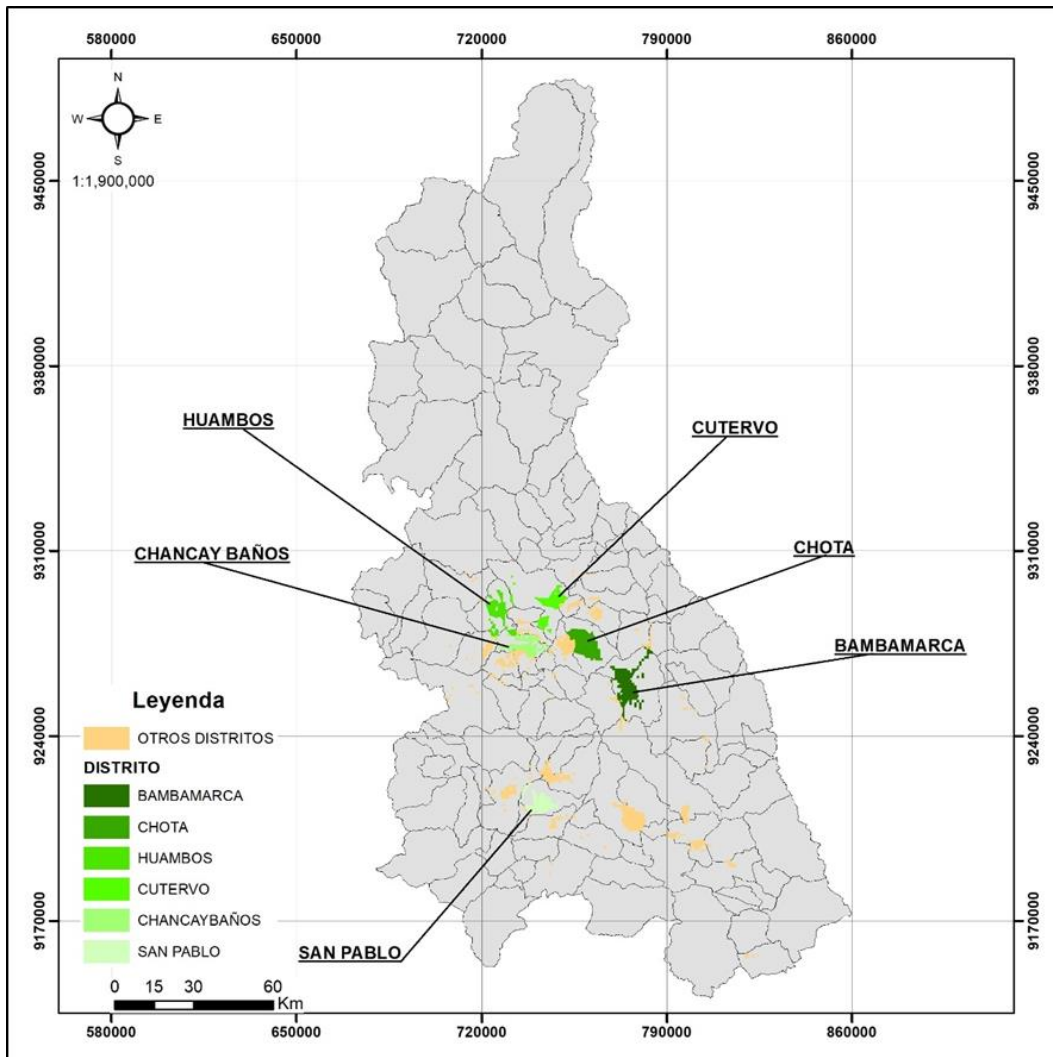 580000 650000 720000 790000 860000
N
W E
S
1:1,900,000
9450000 9450000
9380000 9380000
HUAMBOS
CUTERVO
CHANCAY BAÑOS
CHOTA
9310000 9310000
BAMBAMARCA
Leyenda
OTROS DISTRITOS
9240000 9240000
DISTRITO
BAMBAMARCA
CHOTA
HUAMBOS
CUTERVO
CHANCAYBAÑOS
9170000 9170000
SAN PABLO
SAN PABLO
0 15 30 60
Km
580000 650000 720000 790000 860000